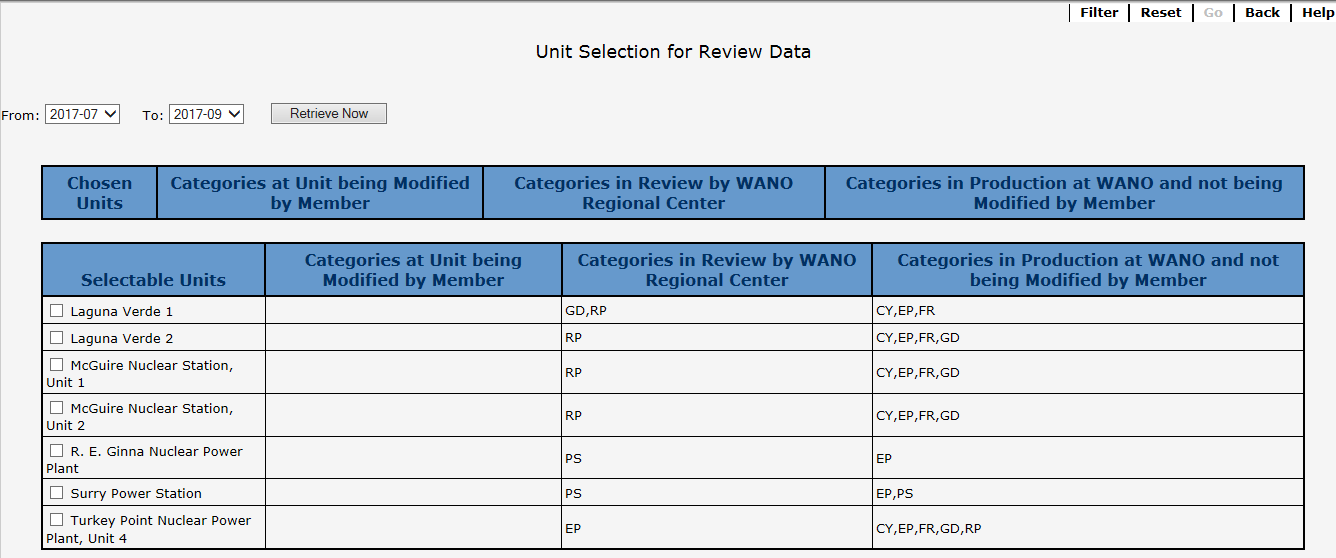 Filter Reset Go Back Help
Unit Selection for Review Data
From: 2017-07 To: 2017-09 Retrieve Now
Chosen Units
Categories at Unit being Modified by Member
Categories in Review by WANO Regional Center
Categories in Production at WANO and not being Modified by Member
Selectable Units
Categories at Unit being Modified by Member
Categories in Review by WANO Regional Center
Categories in Production at WANO and not being Modified by Member
Laguna Verde 1 GD,RP CY,EP,FR
Laguna Verde 2 RP CY,EP,FR,GD
McGuire Nuclear Station,
Unit 1 RP CY,EP,FR,GD
McGuire Nuclear Station,
Unit 2 RP CY,EP,FR,GD
R. E. Ginna Nuclear Power
Plant PS EP
Surry Power Station PS EP,PS
Turkey Point Nuclear Power
Plant, Unit 4 EP CY,EP,FR,GD,RP